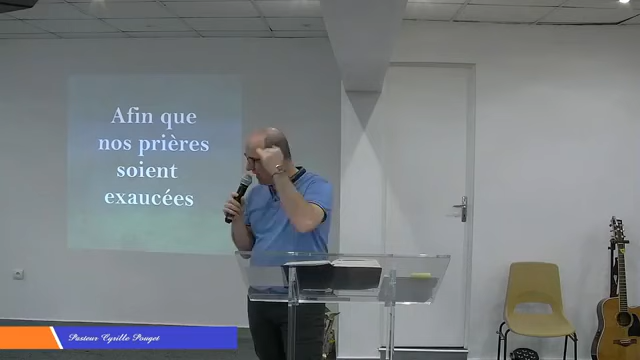 Afin que
nos prières
soient
exaucées
Pasteur Cyrille Pouget